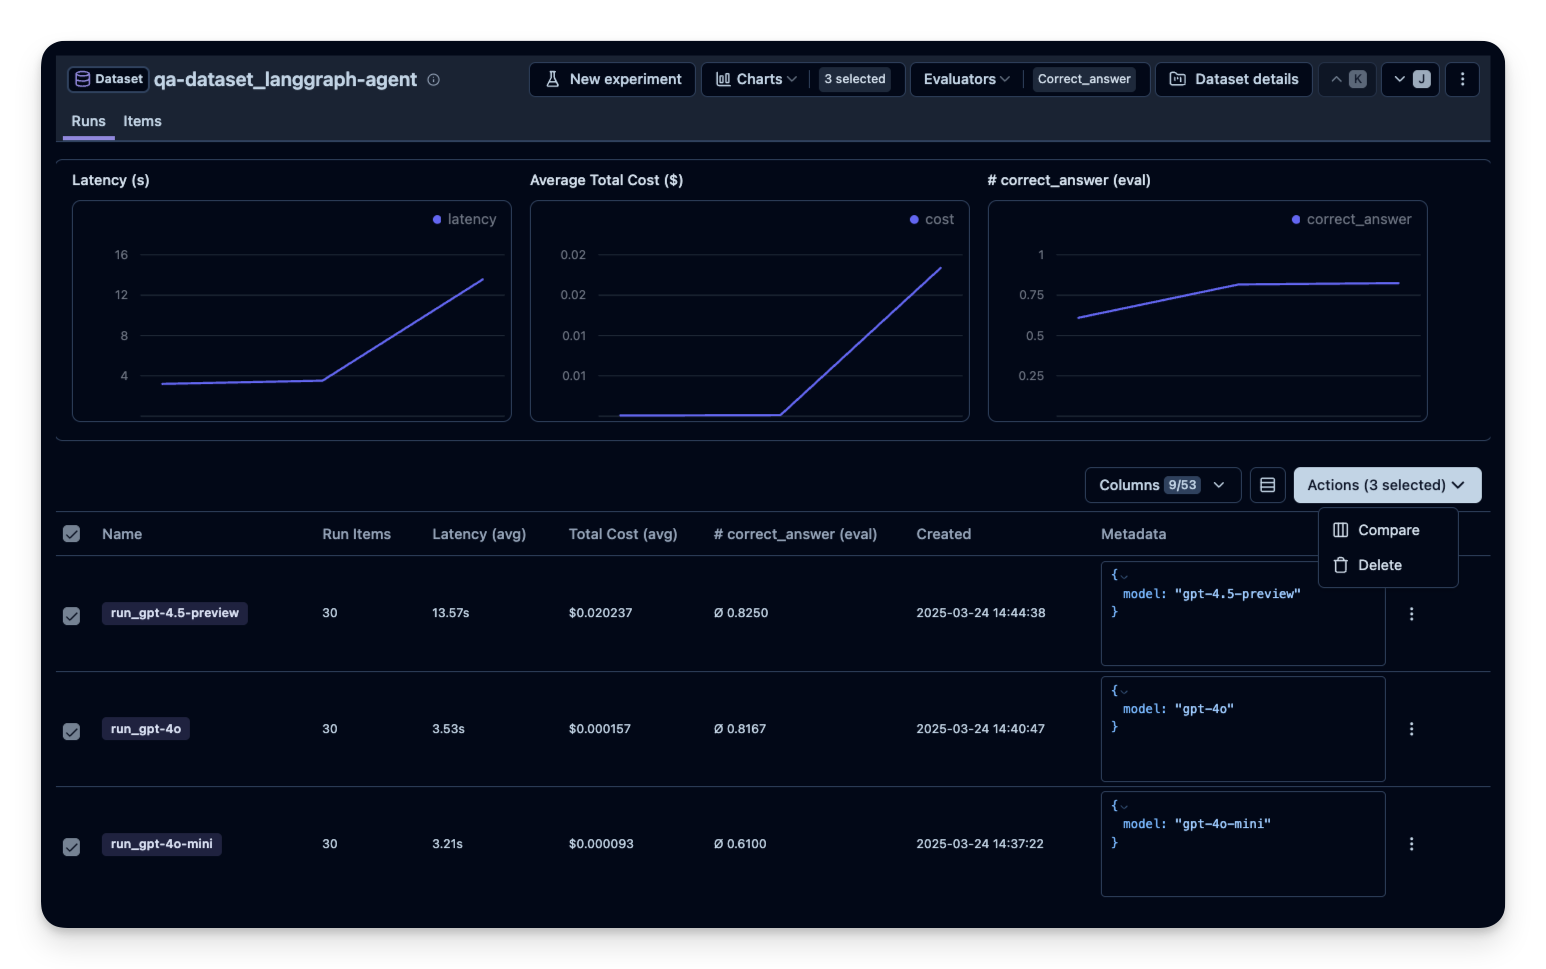 Dataset qa-dataset_langgraph-agent New experiment Charts 3 selected Evaluators Correct_answer Dataset details K J
Runs Items
Latency (s) Average Total Cost ($) # correct_answer (eval)
latency cost correct_answer
16 0.02 1
12 0.02 0.75
8 0.01 0.5
4 0.01 0.25
Columns 9/53 Actions (3 selected)
Compare
Delete
Name Run Items Latency (avg) Total Cost (avg) # correct_answer (eval) Created Metadata
{
run_gpt-4.5-preview 30 13.57s $0.020237 Ø 0.8250 2025-03-24 14:44:38 model: "gpt-4.5-preview"
}
{
run_gpt-4o 30 3.53s $0.000157 Ø 0.8167 2025-03-24 14:40:47 model: "gpt-4o"
}
{
run_gpt-4o-mini 30 3.21s $0.000093 Ø 0.6100 2025-03-24 14:37:22 model: "gpt-4o-mini"
}